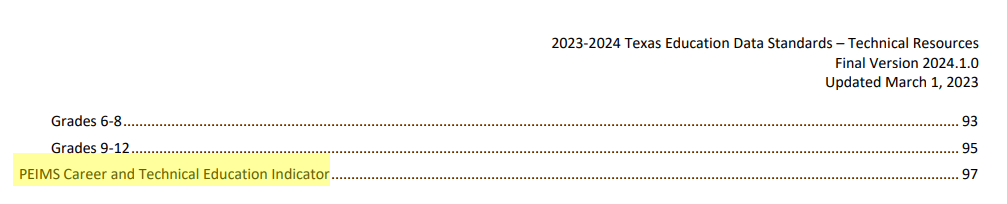 2023-2024 Texas Education Data Standards – Technical Resources
Final Version 2024.1.0
Updated March 1, 2023
Grades 6-8........................................................................................................ 93
Grades 9-12........................................................................................................ 95
PEIMS Career and Technical Education Indicator........................................................................................................ 97